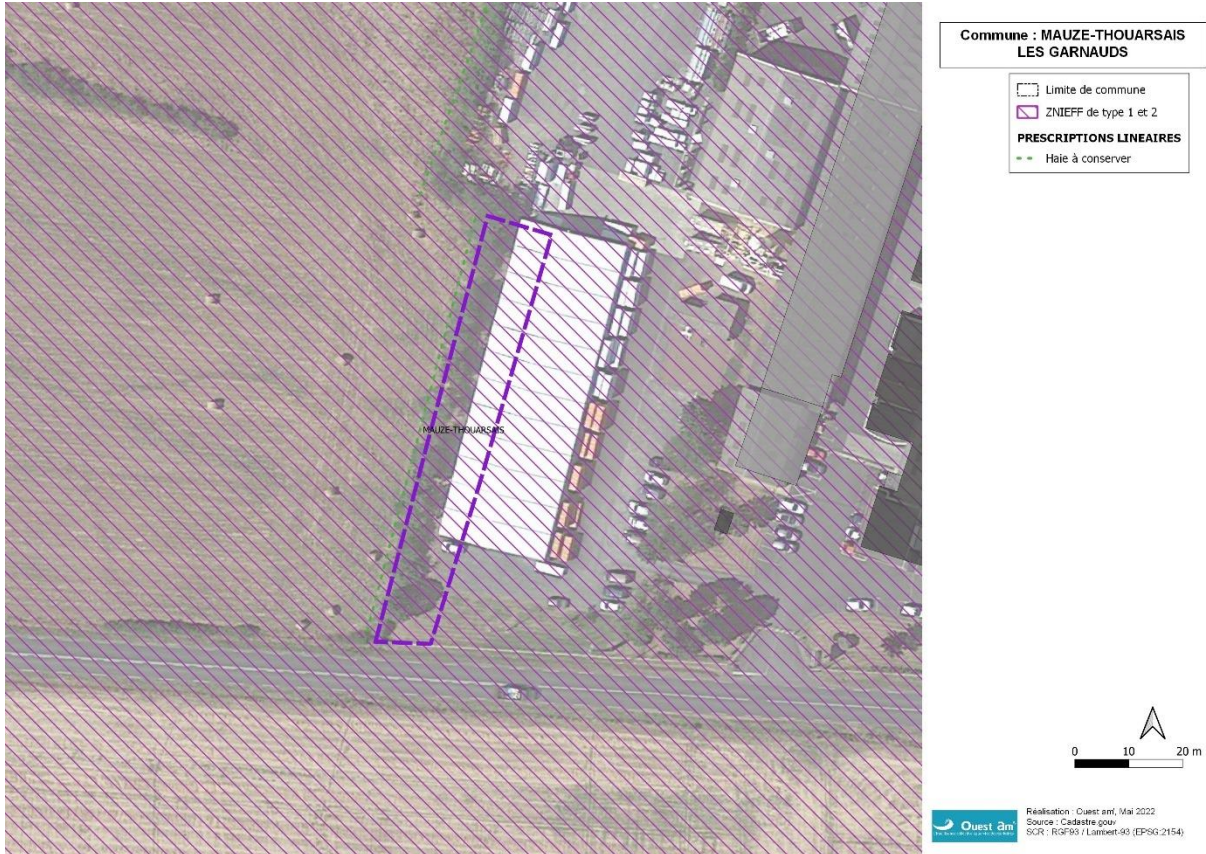 Commune : MAUZE-THOUARSAIS
LES GARNAUDS
Limite de commune
ZNIEFF de type 1 et 2
PRESCRIPTIONS LINEAIRES
Haie à conserver
MAUZE-THOUARSAIS
0 10 20 m
Ouest am'
Réalisation : Ouest am', Mai 2022
Source : Cadastre.gouv
SCR : RGF93 / Lambert-93 (EPSG:2154)